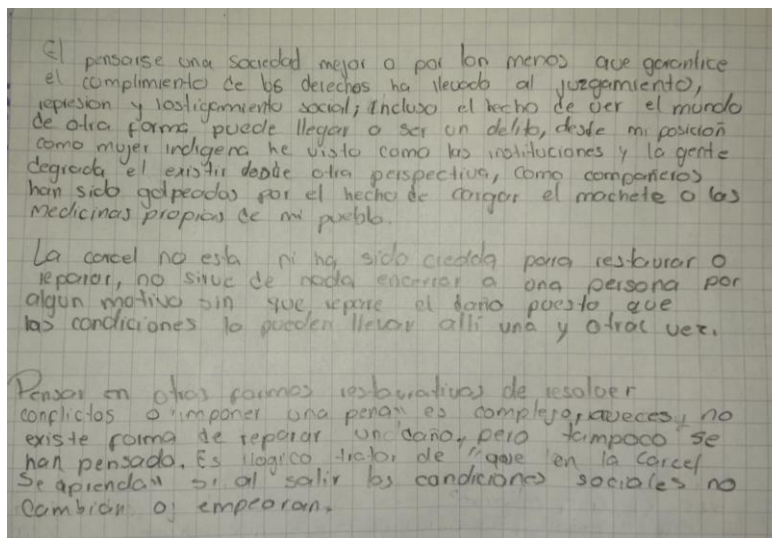 El pensarse una sociedad mejor o por lon menos que garantice
el cumplimiento de los derechos ha llevado al juzgamiento,
represion y hostigamiento social; incluso el hecho de ver el mundo
de otra forma puede llegar a ser un delito, desde mi posición
como mujer indigena he visto como las instituciones y la gente
degrada el existir desde otra perspectiva, como compañeros
han sido golpeados por el hecho de cargar el machete o las
medicinas propias de mi pueblo.
La carcel no esta ni ha sido creada para restaurar o
reparar, no sirve de nada encerrar a una persona por
algun motivo sin que repare el daño puesto que
las condiciones lo pueden llevar alli una y otra vez.
Pensar en otras formas restaurativas de resolver
conflictos o "imponer una pena" es complejo, aveces, no
existe forma de reparar un daño, pero tampoco se
han pensado. Es ilogico tratar de "que en la carcel
se aprenda" si al salir las condiciones sociales no
cambian o empeoran.